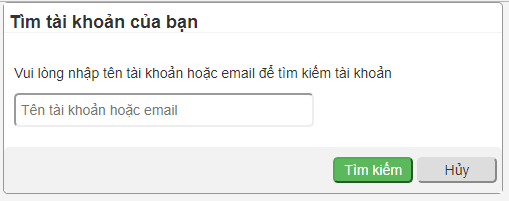 Tìm tài khoản của bạn
Vui lòng nhập tên tài khoản hoặc email để tìm kiếm tài khoản
Tên tài khoản hoặc email
Tìm kiếm Hủy